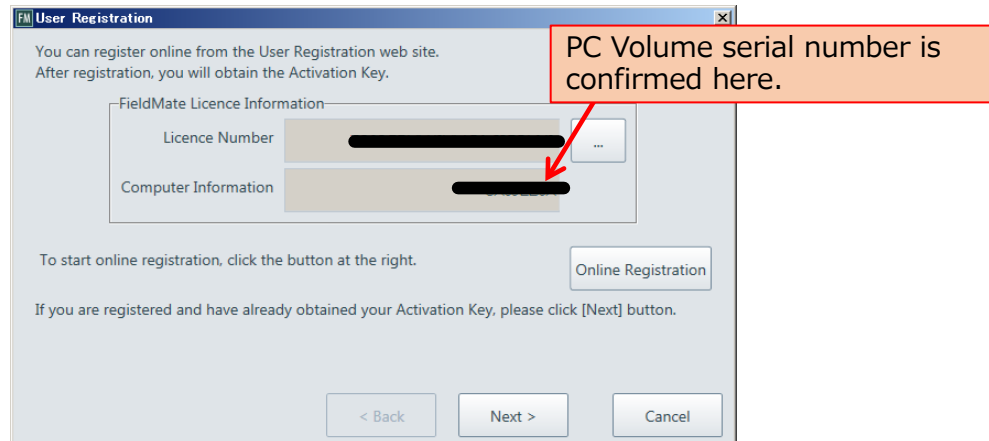 FM User Registration
You can register online from the User Registration web site.
After registration, you will obtain the Activation Key.
PC Volume serial number is
confirmed here.
FieldMate Licence Information
Licence Number
...
Computer Information
To start online registration, click the button at the right.
Online Registration
If you are registered and have already obtained your Activation Key, please click [Next] button.
< Back
Next >
Cancel